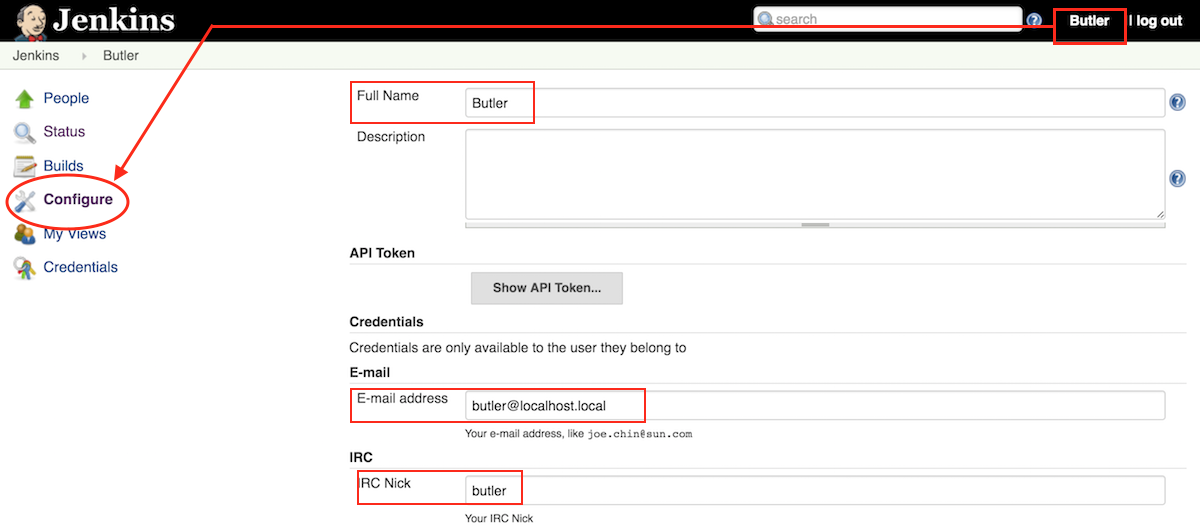 Jenkins
search
Butler | log out
Jenkins Butler
People
Status
Builds
Configure
My Views
Credentials
Full Name Butler
Description
API Token
Show API Token...
Credentials
Credentials are only available to the user they belong to
E-mail
E-mail address butler@localhost.local
Your e-mail address, like joe.chin@sun.com
IRC
IRC Nick butler
Your IRC Nick